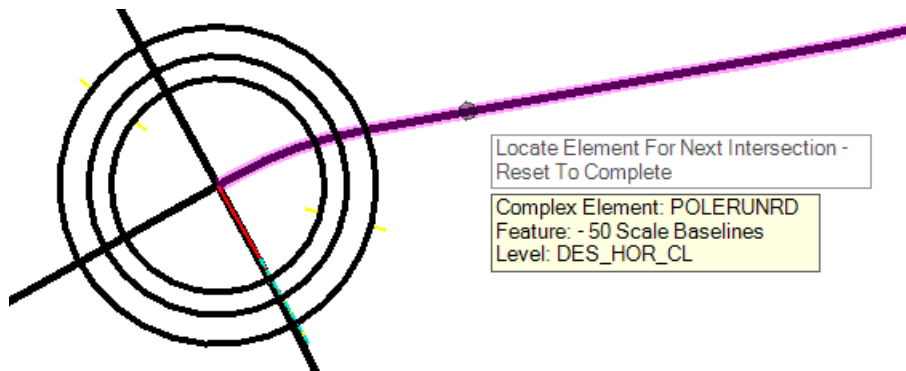 Locate Element For Next Intersection -
Reset To Complete
Complex Element: POLERUNRD
Feature: - 50 Scale Baselines
Level: DES_HOR_CL